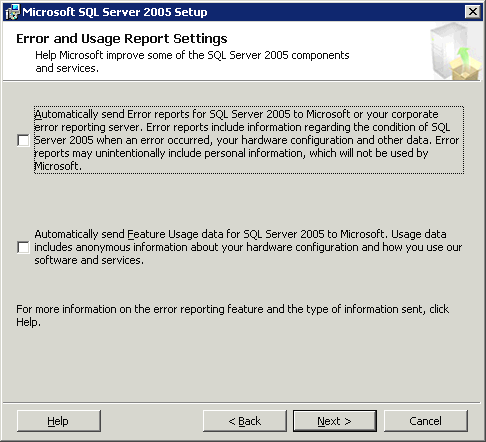 Microsoft SQL Server 2005 Setup
Error and Usage Report Settings
Help Microsoft improve some of the SQL Server 2005 components
and services.
Automatically send Error reports for SQL Server 2005 to Microsoft or your corporate
error reporting server. Error reports include information regarding the condition of SQL
Server 2005 when an error occurred, your hardware configuration and other data. Error
reports may unintentionally include personal information, which will not be used by
Microsoft.
Automatically send Feature Usage data for SQL Server 2005 to Microsoft. Usage data
includes anonymous information about your hardware configuration and how you use our
software and services.
For more information on the error reporting feature and the type of information sent, click
Help.
Help
< Back
Next >
Cancel